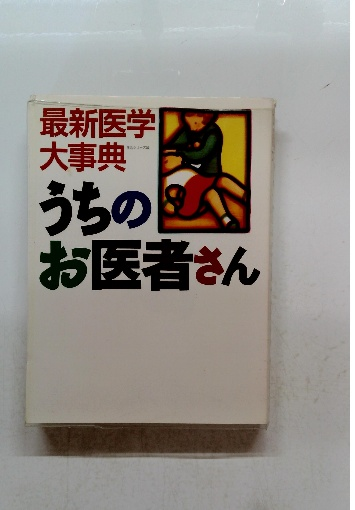 最新医学
大事典
うちの
お医者さん